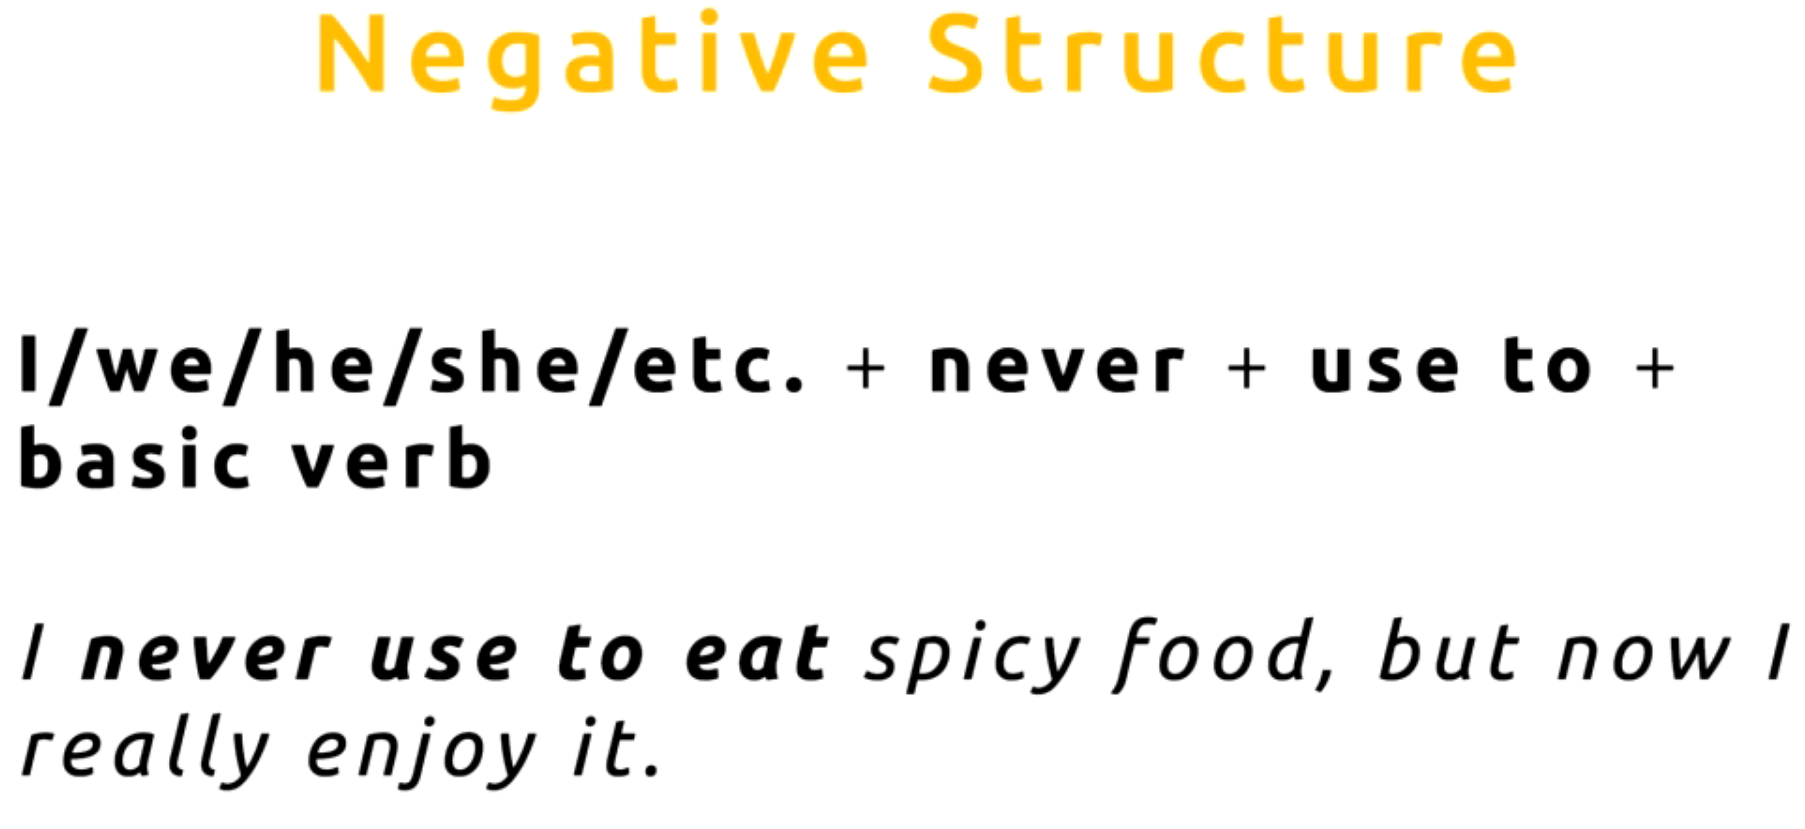 Negative Structure
I/we/he/she/etc. + never + use to +
basic verb
I never use to eat spicy food, but now I
really enjoy it.